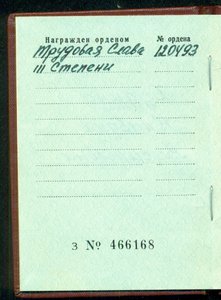 Награжден орденом № ордена
Трудовая Слава 120493
III Степени
З № 466168